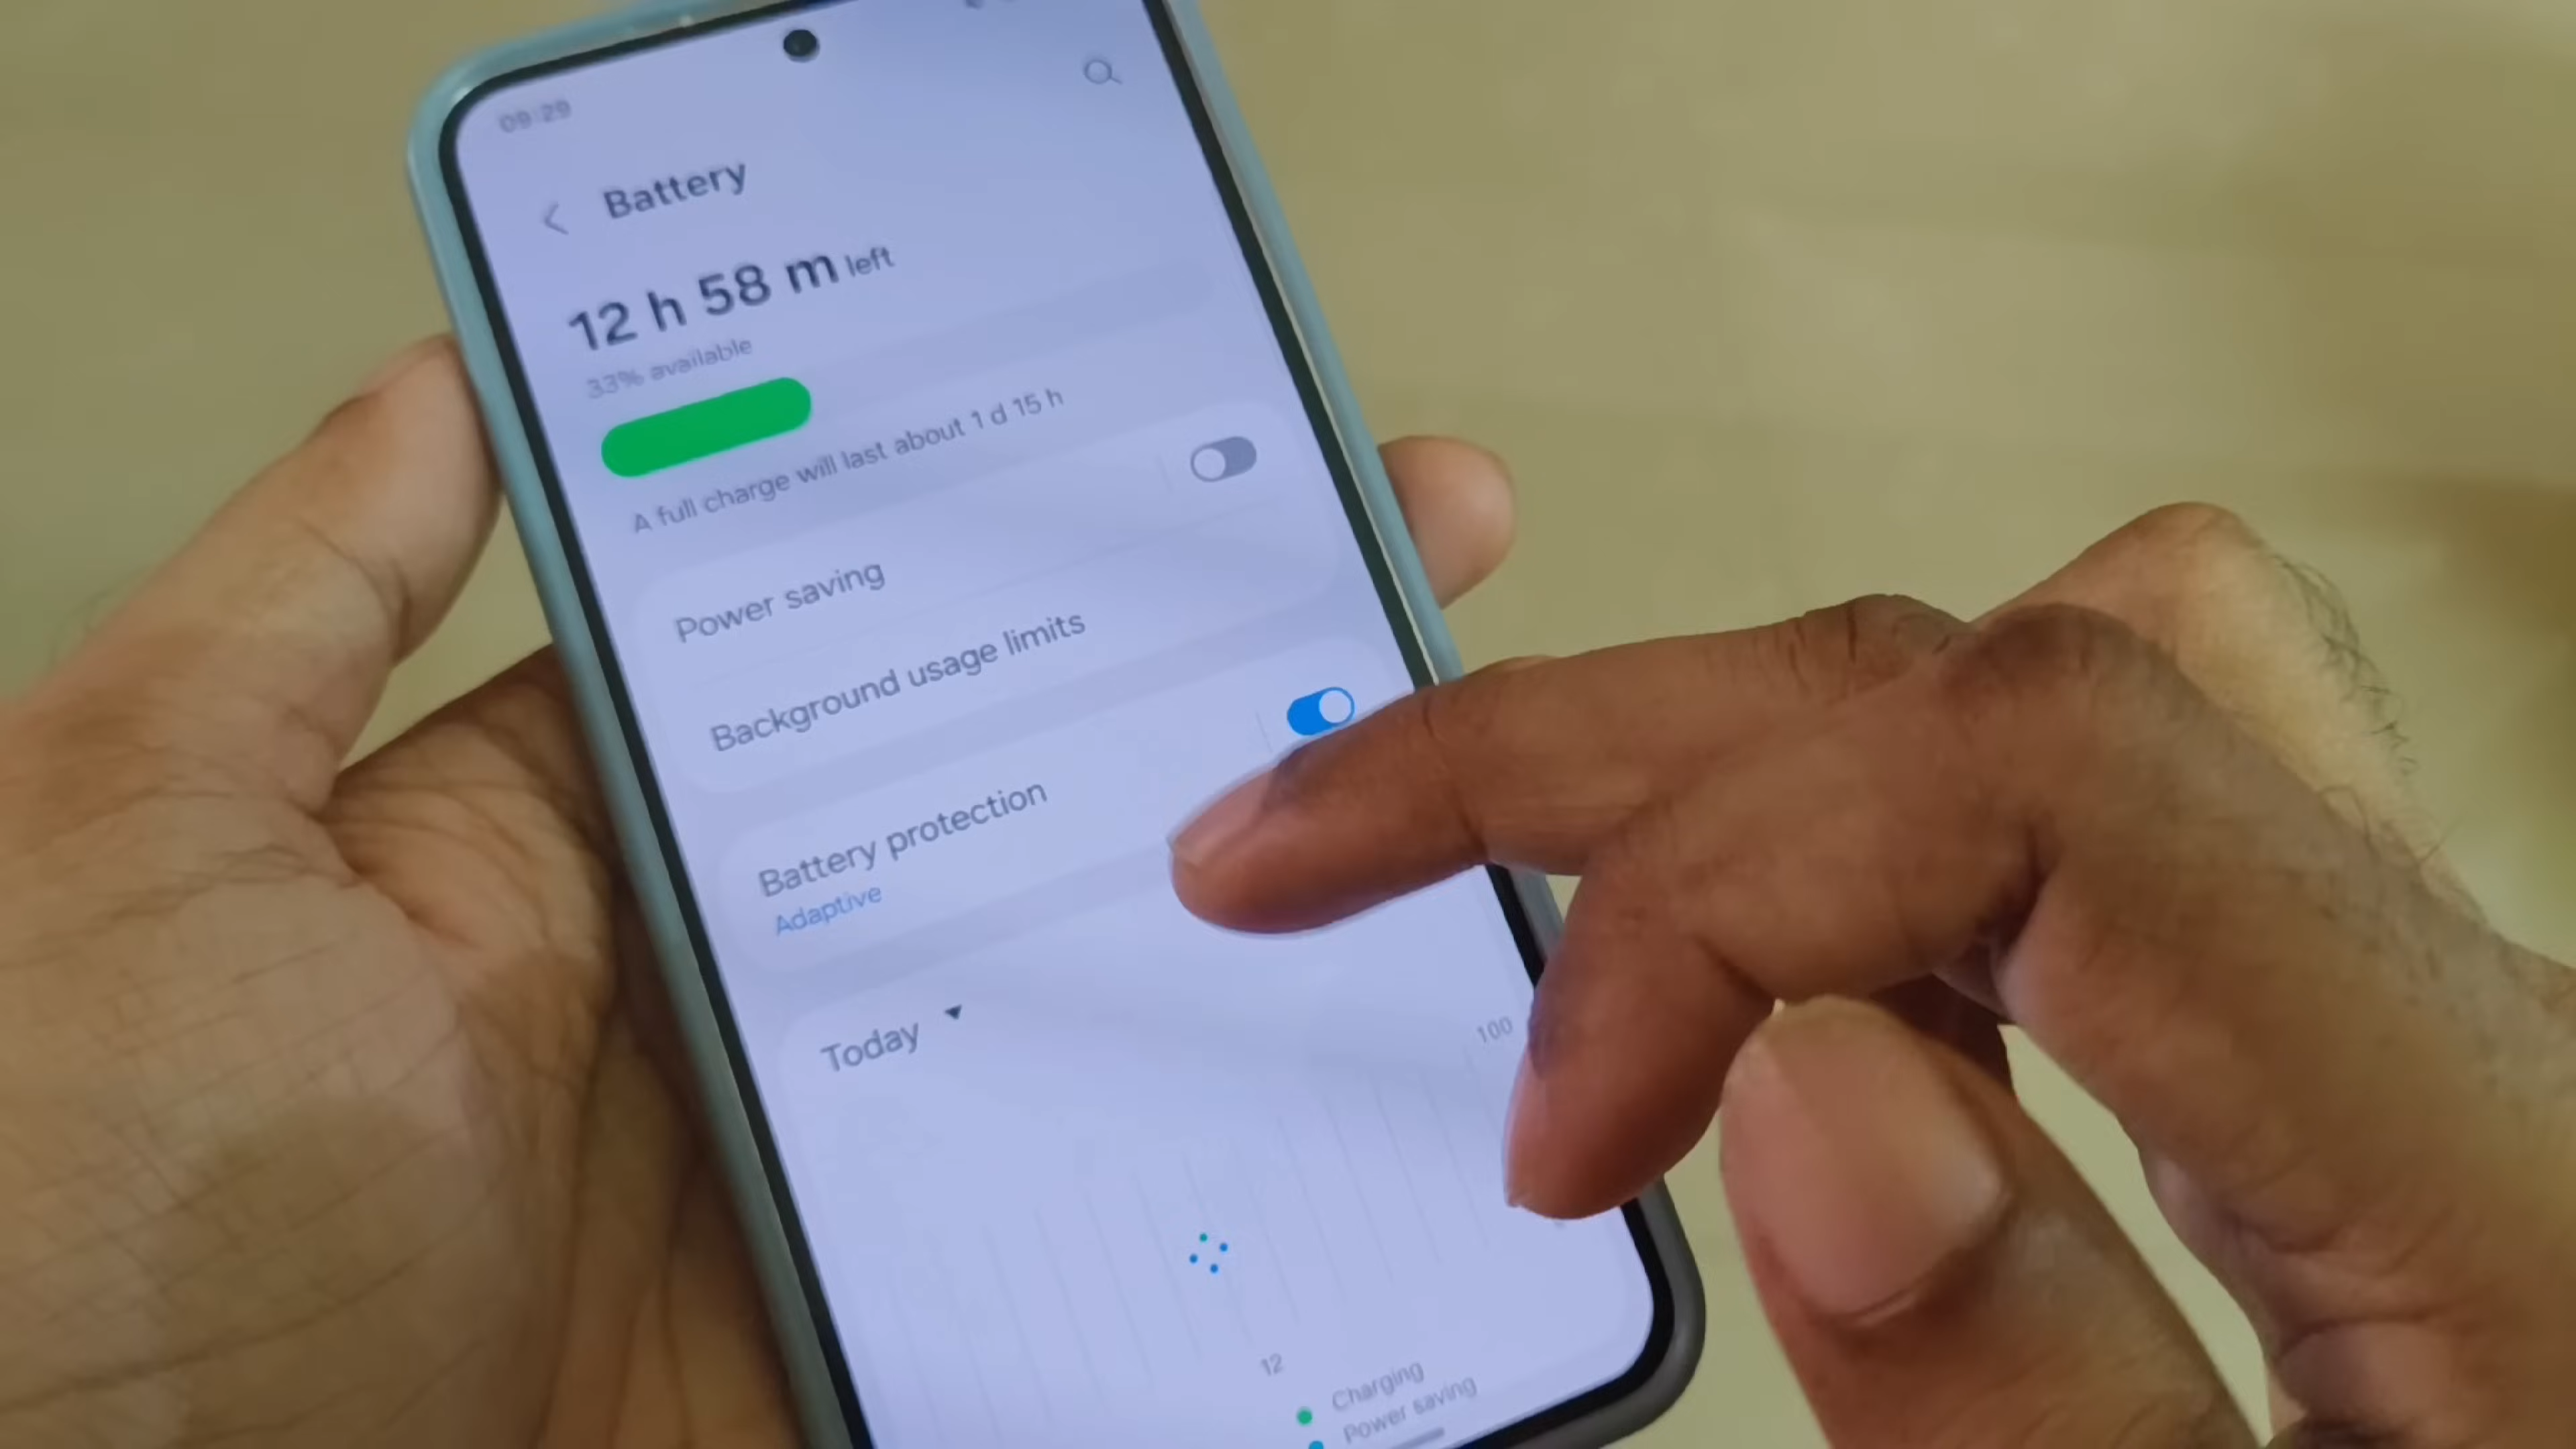 09:29
Battery
12 h 58 m left
33% available
A full charge will last about 1 d 15 h
Power saving
Background usage limits
Battery protection
Adaptive
Today
100
12
Charging
Power saving